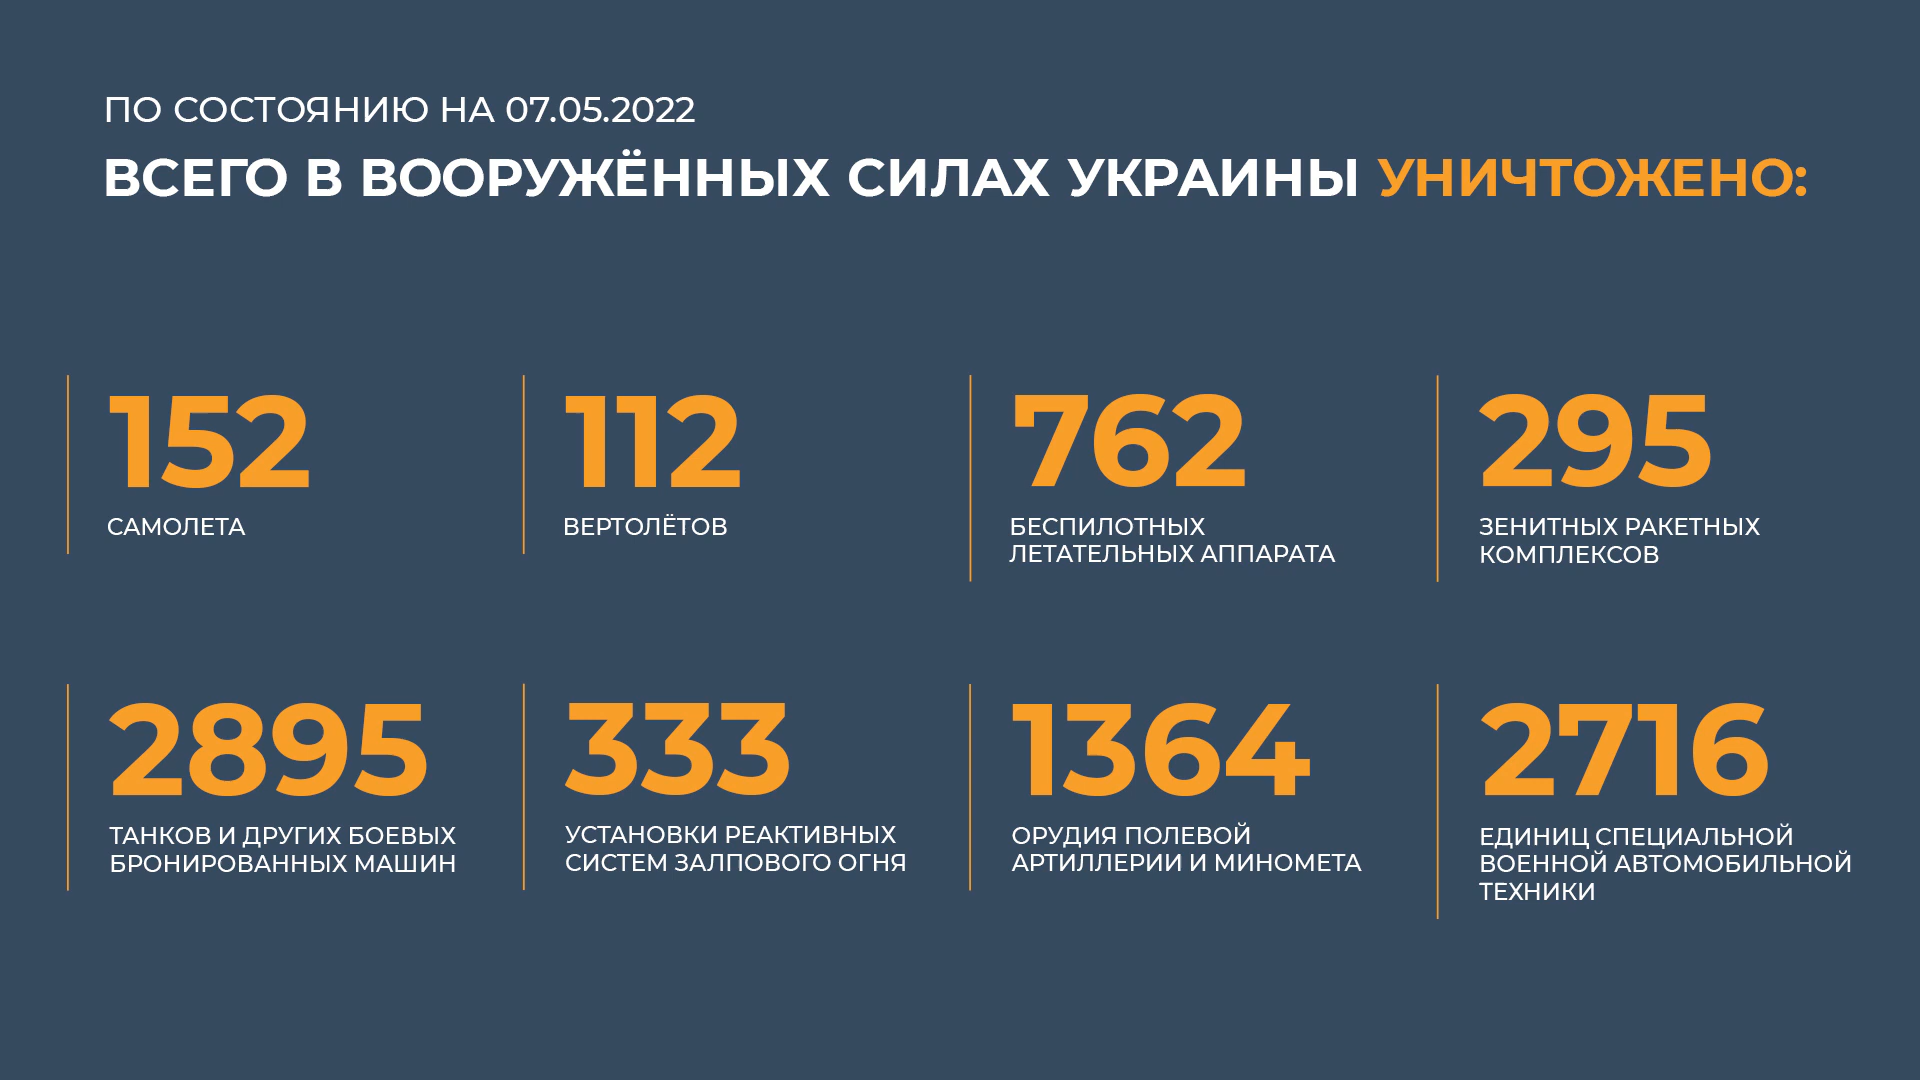 ПО СОСТОЯНИЮ НА 07.05.2022
ВСЕГО В ВООРУЖЁННЫХ СИЛАХ УКРАИНЫ УНИЧТОЖЕНО:
152
САМОЛЕТА
112
ВЕРТОЛЁТОВ
762
БЕСПИЛОТНЫХ
ЛЕТАТЕЛЬНЫХ АППАРАТА
295
ЗЕНИТНЫХ РАКЕТНЫХ
КОМПЛЕКСОВ
2895
ТАНКОВ И ДРУГИХ БОЕВЫХ
БРОНИРОВАННЫХ МАШИН
333
УСТАНОВКИ РЕАКТИВНЫХ
СИСТЕМ ЗАЛПОВОГО ОГНЯ
1364
ОРУДИЯ ПОЛЕВОЙ
АРТИЛЛЕРИИ И МИНОМЕТА
2716
ЕДИНИЦ СПЕЦИАЛЬНОЙ
ВОЕННОЙ АВТОМОБИЛЬНОЙ
ТЕХНИКИ